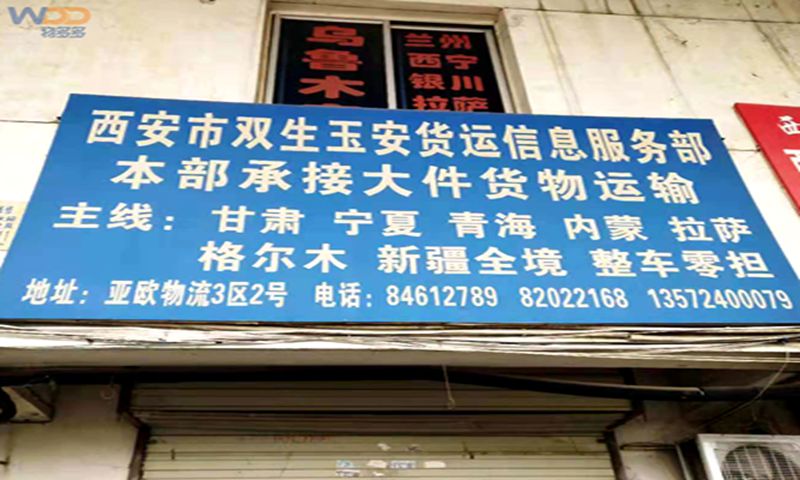 WDD
物多多
乌鲁木
兰州
西宁
银川
拉萨
西安市双生玉安货运信息服务部
本部承接大件货物运输
主线：甘肃 宁夏 青海 内蒙 拉萨
格尔木 新疆全境 整车零担
地址：亚欧物流3区2号 电话：84612789 82022168 13572400079
西